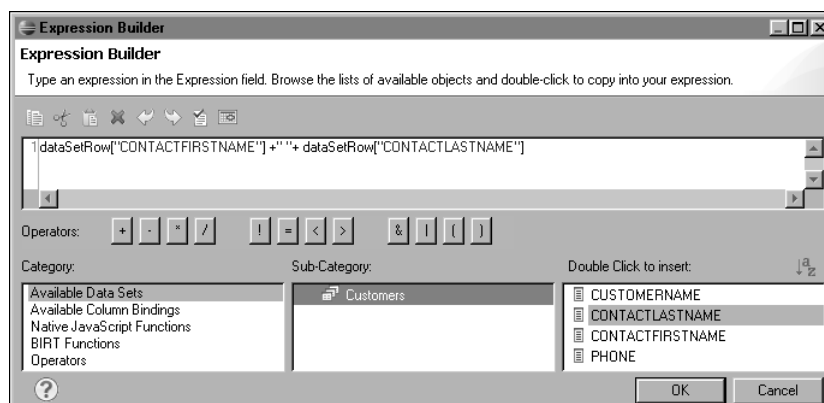 Expression Builder
Expression Builder
Type an expression in the Expression field. Browse the lists of available objects and double-click to copy into your expression.
1 dataSetRow["CONTACTFIRSTNAME"] +" "+ dataSetRow["CONTACTLASTNAME"]
Operators: + - * / ! = < > & | ( )
Category: Sub-Category: Double Click to insert:
Available Data Sets Customers CUSTOMERNAME
Available Column Bindings CONTACTLASTNAME
Native JavaScript Functions CONTACTFIRSTNAME
BIRT Functions PHONE
Operators
? OK Cancel